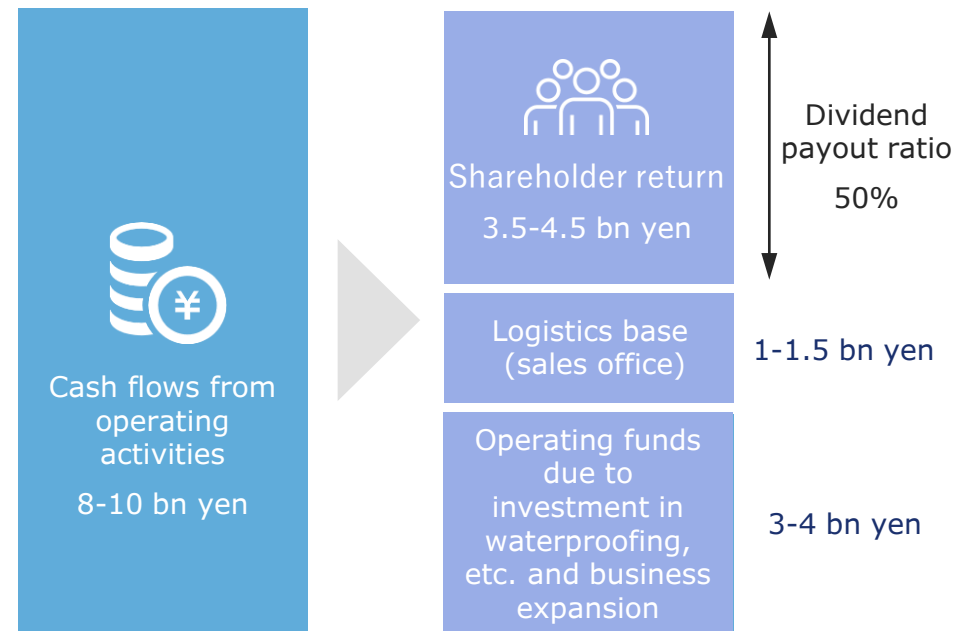 ¥
Cash flows from
operating
activities
8-10 bn yen
Shareholder return
3.5-4.5 bn yen
Dividend
payout ratio
50%
Logistics base
(sales office)
1-1.5 bn yen
Operating funds
due to
investment in
waterproofing,
etc. and business
expansion
3-4 bn yen